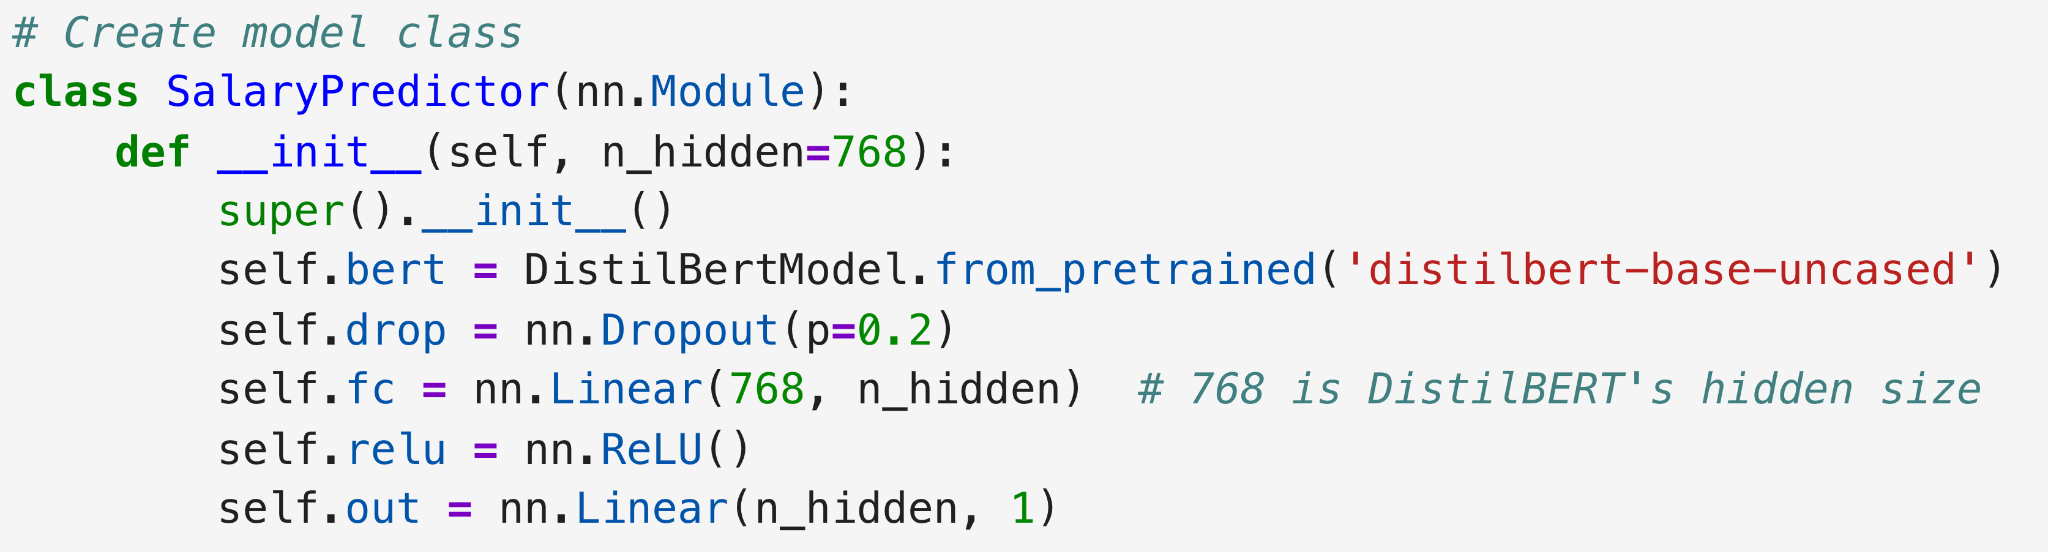 # Create model class
class SalaryPredictor(nn.Module):
    def __init__(self, n_hidden=768):
        super().__init__()
        self.bert = DistilBertModel.from_pretrained('distilbert-base-uncased')
        self.drop = nn.Dropout(p=0.2)
        self.fc = nn.Linear(768, n_hidden)  # 768 is DistilBERT's hidden size
        self.relu = nn.ReLU()
        self.out = nn.Linear(n_hidden, 1)